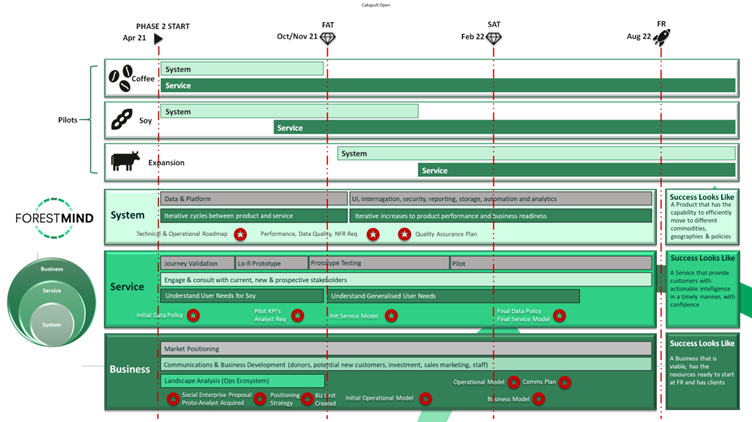 Catapult Open
PHASE 2 START
Apr 21
FAT
Oct/Nov 21
SAT
Feb 22
FR
Aug 22
Pilots
Coffee
System
Service
Soy
System
Service
Expansion
System
Service
FORESTMIND
Business
Service
System
System
Data & Platform
UI, interrogation, security, reporting, storage, automation and analytics
Iterative cycles between product and service
Iterative increases to product performance and business readiness
Technical & Operational Roadmap
Performance, Data Quality, NFR Req
Quality Assurance Plan
Success Looks Like
A Product that has the
capability to efficiently
move to different
commodities,
geographies & policies
Service
Journey Validation
Lo-fi Prototype
Prototype Testing
Pilot
Engage & consult with current, new & prospective stakeholders
Understand User Needs for Soy
Understand Generalised User Needs
Initial Data Policy
Pilot KPI's
Analyst Req
Init Service Model
Final Data Policy
Final Service Model
Success Looks Like
A Service that provide
customers with
actionable intelligence
in a timely manner, with
confidence
Business
Market Positioning
Communications & Business Development (donors, potential new customers, investment, sales marketing, staff)
Landscape Analysis (Ops Ecosystem)
Operational Model
Comms Plan
Social Enterprise Proposal
Proto-Analyst Acquired
Positioning
Strategy
Biz Unit
Created
Initial Operational Model
Business Model
Success Looks Like
A Business that is
viable, has the
resources ready to start
at FR and has clients